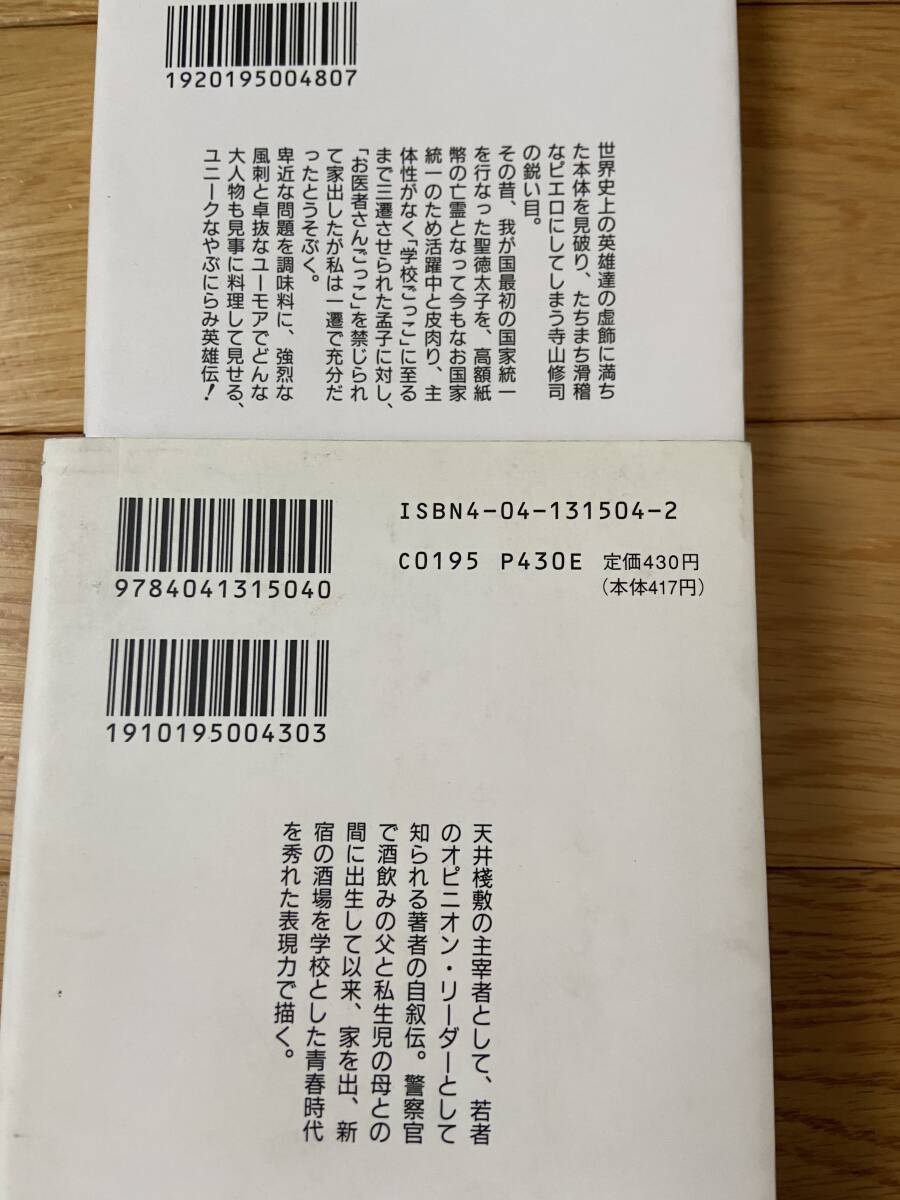 1920195004807
世界史上の英雄達の虚飾に満ち
た本体を見破り、たちまち滑稽
なピエロにしてしまう寺山修司
の鋭い目。
その昔、我が国最初の国家統一
を行なった聖徳太子を、高額紙
幣の亡霊となって今もなお国家
統一のため活躍中と皮肉り、主
体性がなく「学校ごっこ」に至る
まで三遷させられた孟子に対し、
「お医者さんごっこ」を禁じられ
て家出したが私は一遷で充分だ
ったとうそぶく。
卑近な問題を調味料に、強烈な
風刺と卓抜なユーモアでどんな
大人物も見事に料理して見せる、
ユニークなやぶにらみ英雄伝!
9784041315040
ISBN4-04-131504-2
C0195 P430E 定価430円
(本体417円)
1910195004303
天井棧敷の主宰者として、若者
のオピニオン・リーダーとして
知られる著者の自叙伝。警察官
で酒飲みの父と私生児の母との
間に出生して以来、家を出、新
宿の酒場を学校とした青春時代
を秀れた表現力で描く。